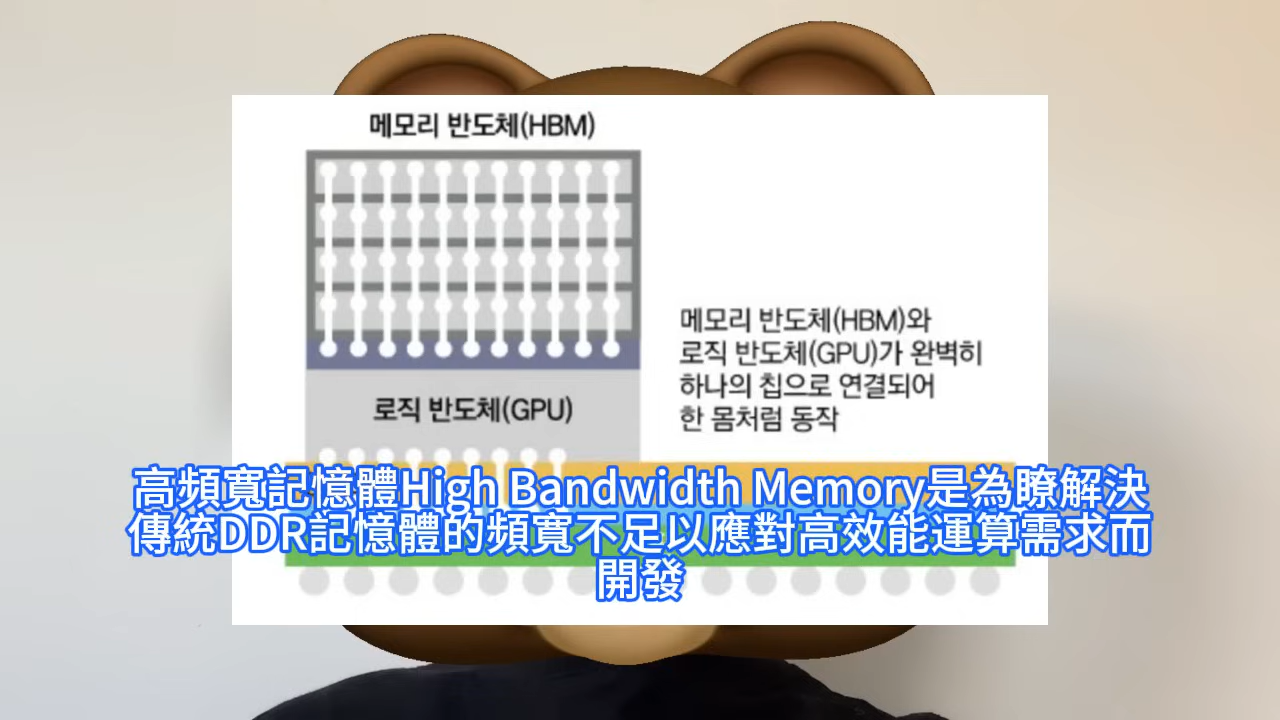 메모리 반도체(HBM)
로직 반도체(GPU)
메모리 반도체(HBM)와
로직 반도체(GPU)가 완벽히
하나의 칩으로 연결되어
한 몸처럼 동작
高頻寬記憶體High Bandwidth Memory是為瞭解決
傳統DDR記憶體的頻寬不足以應對高效能運算需求而
開發